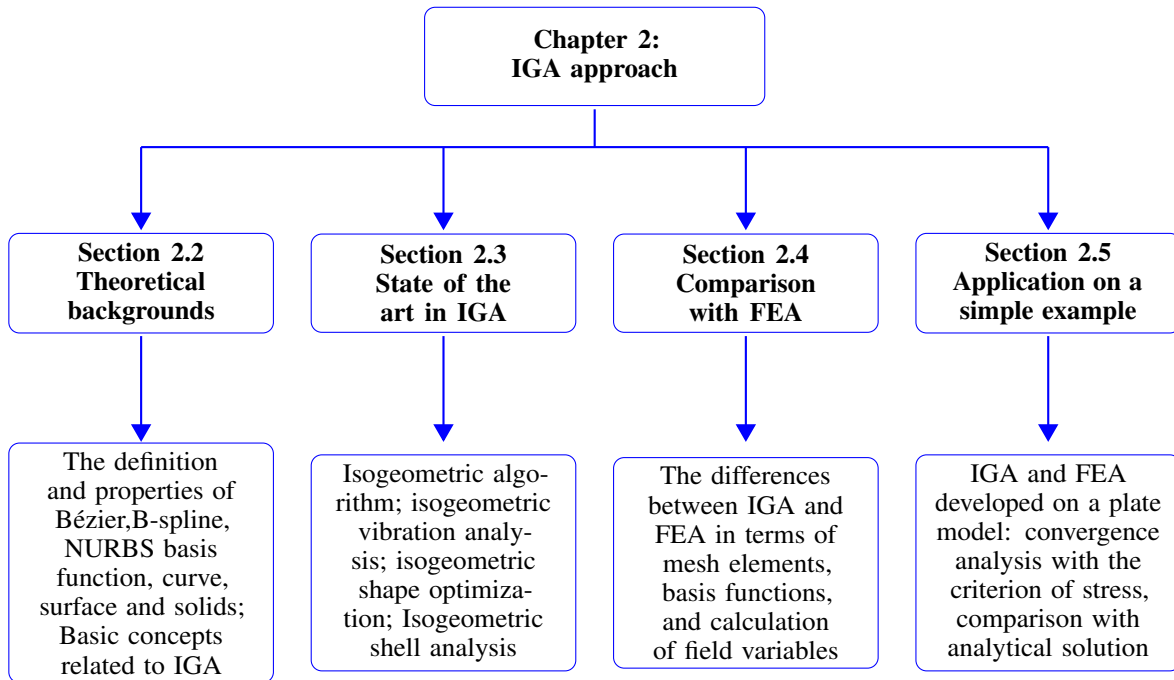 Chapter 2:
IGA approach
Section 2.2
Theoretical
backgrounds
Section 2.3
State of the
art in IGA
Section 2.4
Comparison
with FEA
Section 2.5
Application on a
simple example
The definition
and properties of
Bézier,B-spline,
NURBS basis
function, curve,
surface and solids;
Basic concepts
related to IGA
Isogeometric algo-
rithm; isogeometric
vibration analy-
sis; isogeometric
shape optimiza-
tion; Isogeometric
shell analysis
The differences
between IGA and
FEA in terms of
mesh elements,
basis functions,
and calculation
of field variables
IGA and FEA
developed on a plate
model: convergence
analysis with the
criterion of stress,
comparison with
analytical solution